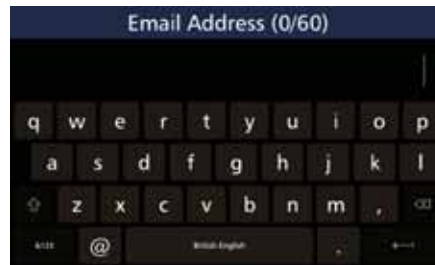 Email Address (0/60)
q w e r t y u i o p
a s d f g h j k l
z x c v b n m ,
@ British English .